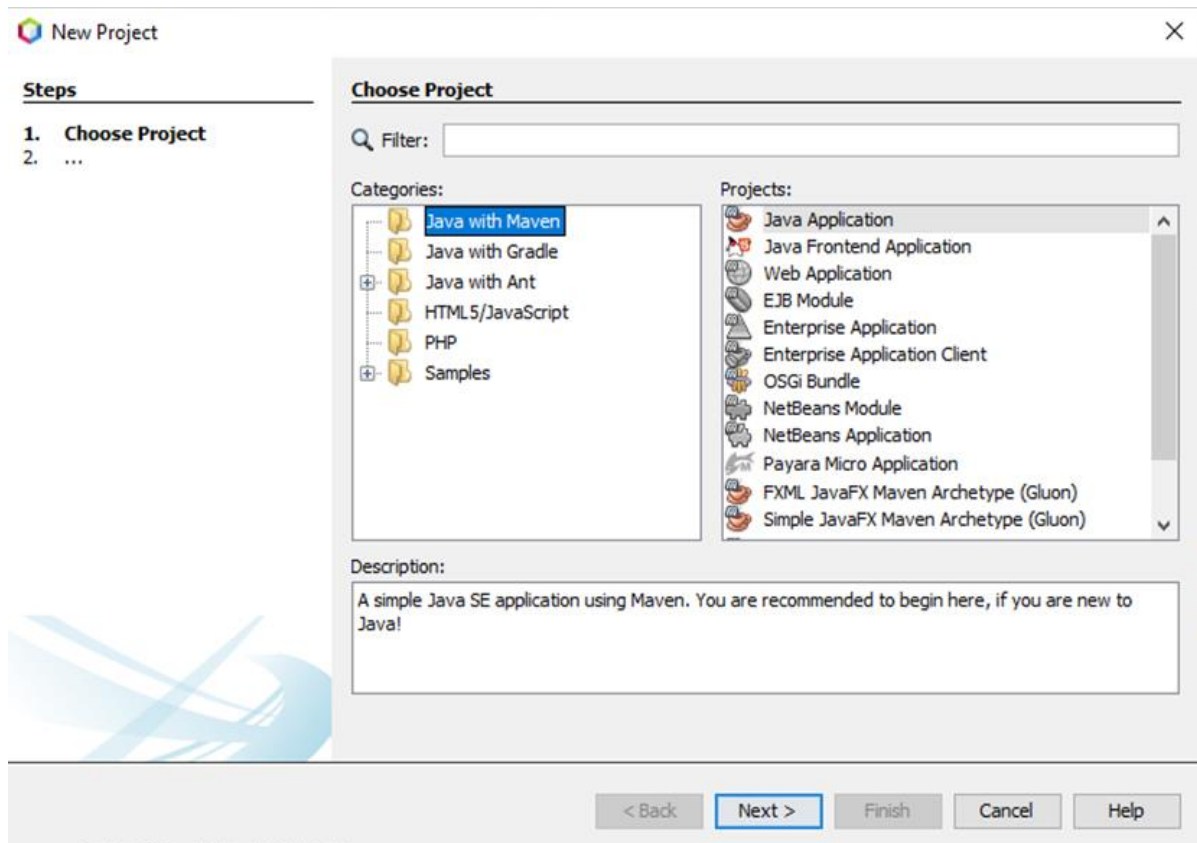 New Project
Steps
1. Choose Project
2. ...
Choose Project
Filter:
Categories:
Java with Maven
Java with Gradle
Java with Ant
HTML5/JavaScript
PHP
Samples
Projects:
Java Application
Java Frontend Application
Web Application
EJB Module
Enterprise Application
Enterprise Application Client
OSGi Bundle
NetBeans Module
NetBeans Application
Payara Micro Application
FXML JavaFX Maven Archetype (Gluon)
Simple JavaFX Maven Archetype (Gluon)
Description:
A simple Java SE application using Maven. You are recommended to begin here, if you are new to
Java!
< Back
Next >
Finish
Cancel
Help